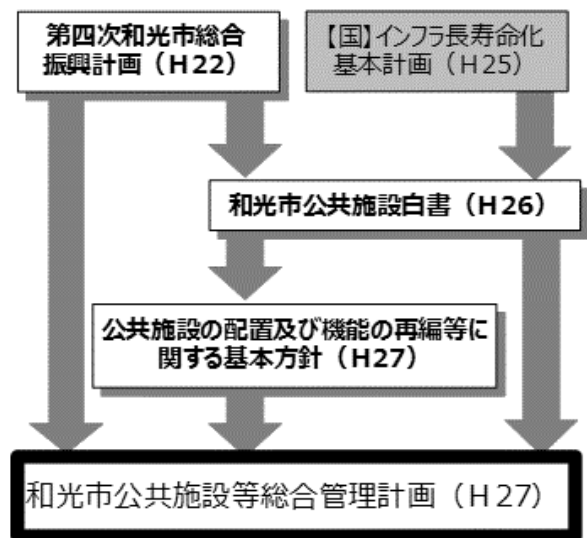 第四次和光市総合
振興計画（H22）
【国】インフラ長寿命化
基本計画（H25）
和光市公共施設白書（H26）
公共施設の配置及び機能の再編等に
関する基本方針（H27）
和光市公共施設等総合管理計画（H27）